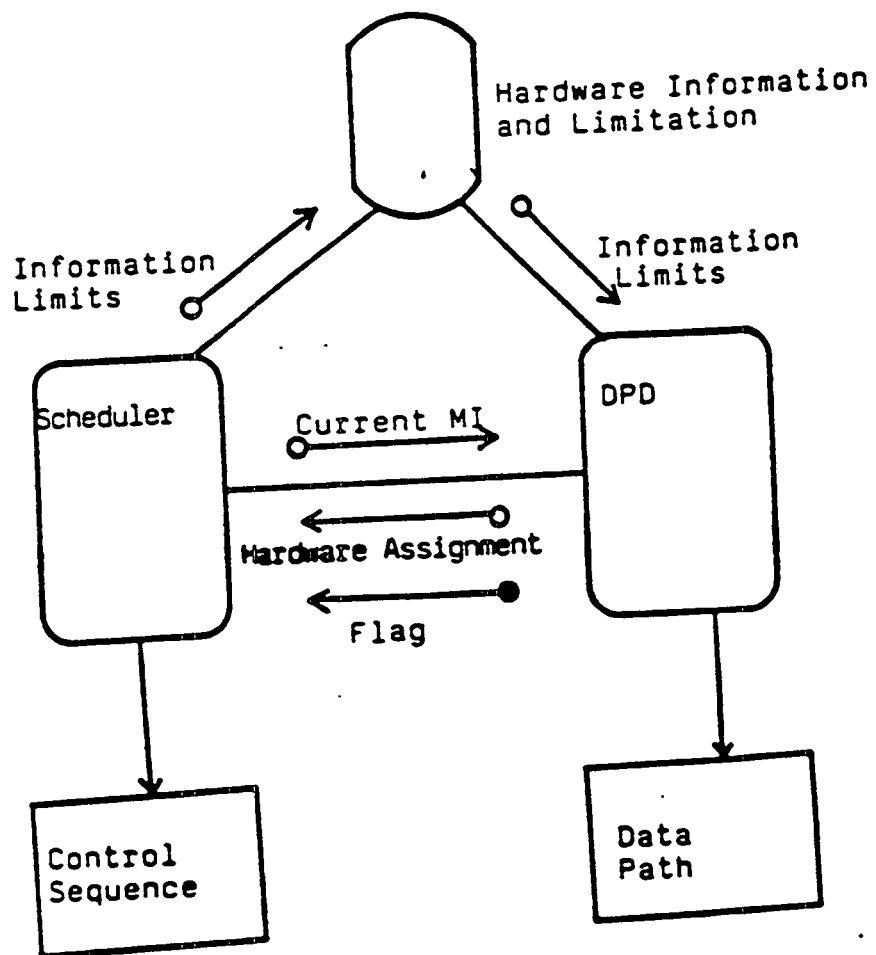 Hardware Information
and Limitation
Information
Limits
Information
Limits
Scheduler
DPD
Current MI
Hardware Assignment
Flag
Control
Sequence
Data
Path